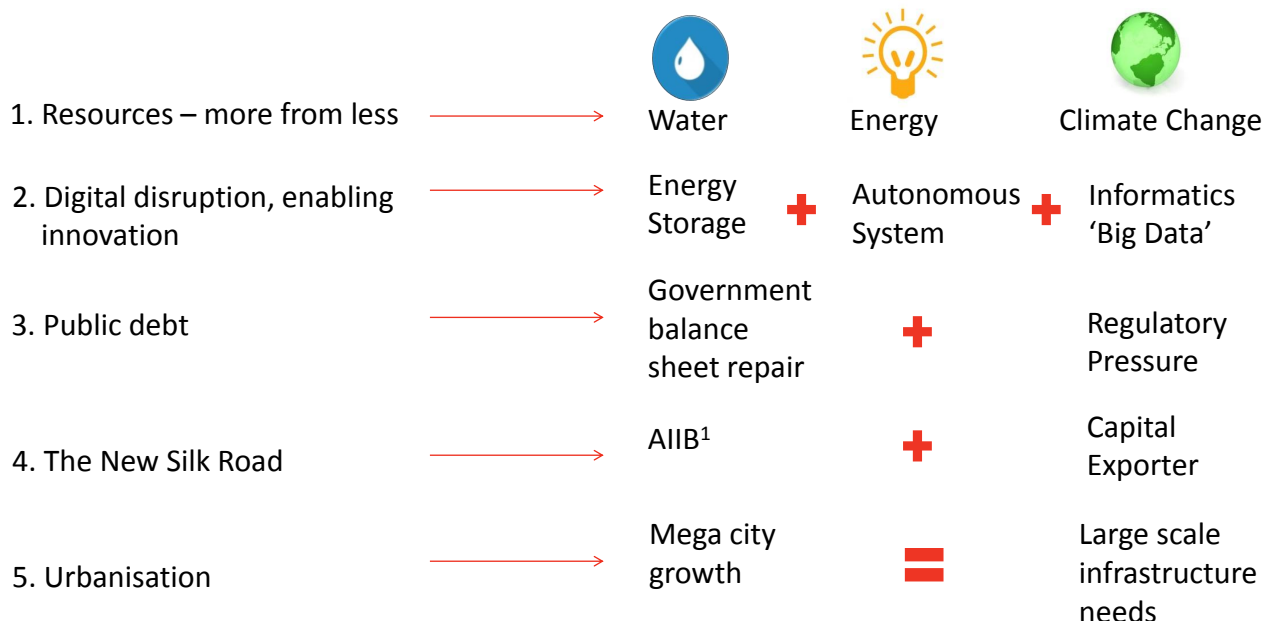 1. Resources – more from less
Water
Energy
Climate Change
2. Digital disruption, enabling
innovation
Energy
Storage
Autonomous
System
Informatics
‘Big Data’
3. Public debt
Government
balance
sheet repair
Regulatory
Pressure
4. The New Silk Road
AIIB¹
Capital
Exporter
5. Urbanisation
Mega city
growth
Large scale
infrastructure
needs